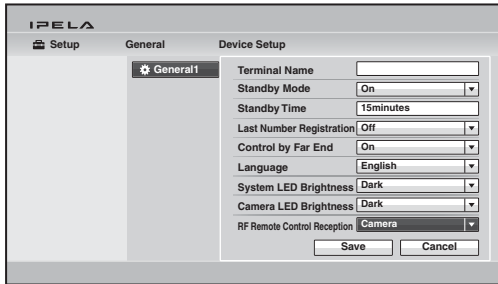 IPELA
Setup General Device Setup
General1
Terminal Name
Standby Mode On
Standby Time 15minutes
Last Number Registration Off
Control by Far End On
Language English
System LED Brightness Dark
Camera LED Brightness Dark
RF Remote Control Reception Camera
Save Cancel